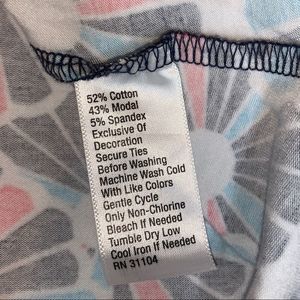 52% Cotton
43% Modal
5% Spandex
Exclusive Of
Decoration
Secure Ties
Before Washing
Machine Wash Cold
With Like Colors
Gentle Cycle
Only Non-Chlorine
Bleach If Needed
Tumble Dry Low
Cool Iron If Needed
RN 31104